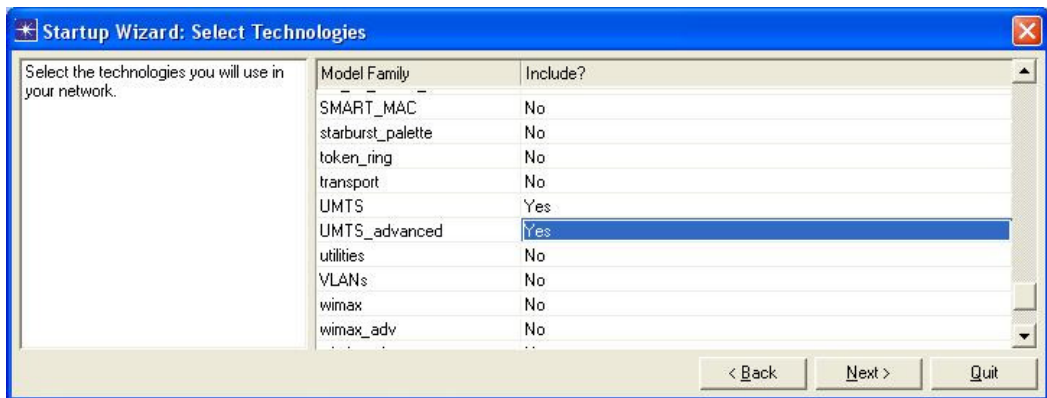 Startup Wizard: Select Technologies
Select the technologies you will use in
your network.
Model Family Include?
SMART_MAC No
starburst_palette No
token_ring No
transport No
UMTS Yes
UMTS_advanced Yes
utilities No
VLANs No
wimax No
wimax_adv No
< Back Next > Quit